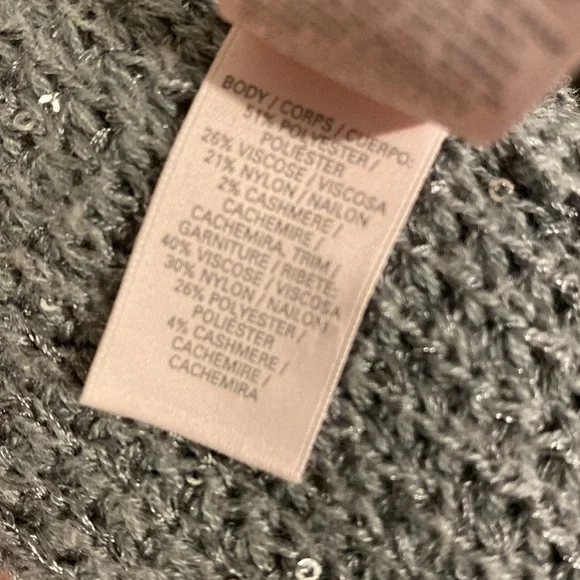 BODY / CORPS / CUERPO:
51% POLYESTER /
POLIESTER
26% VISCOSE / VISCOSA
21% NYLON / NAILON
2% CASHMERE /
CACHEMIRE /
CACHEMIRA, TRIM /
GARNITURE / RIBETE:
40% VISCOSE / VISCOSA
30% NYLON / NAILON
26% POLYESTER /
POLIESTER
4% CASHMERE /
CACHEMIRE /
CACHEMIRA